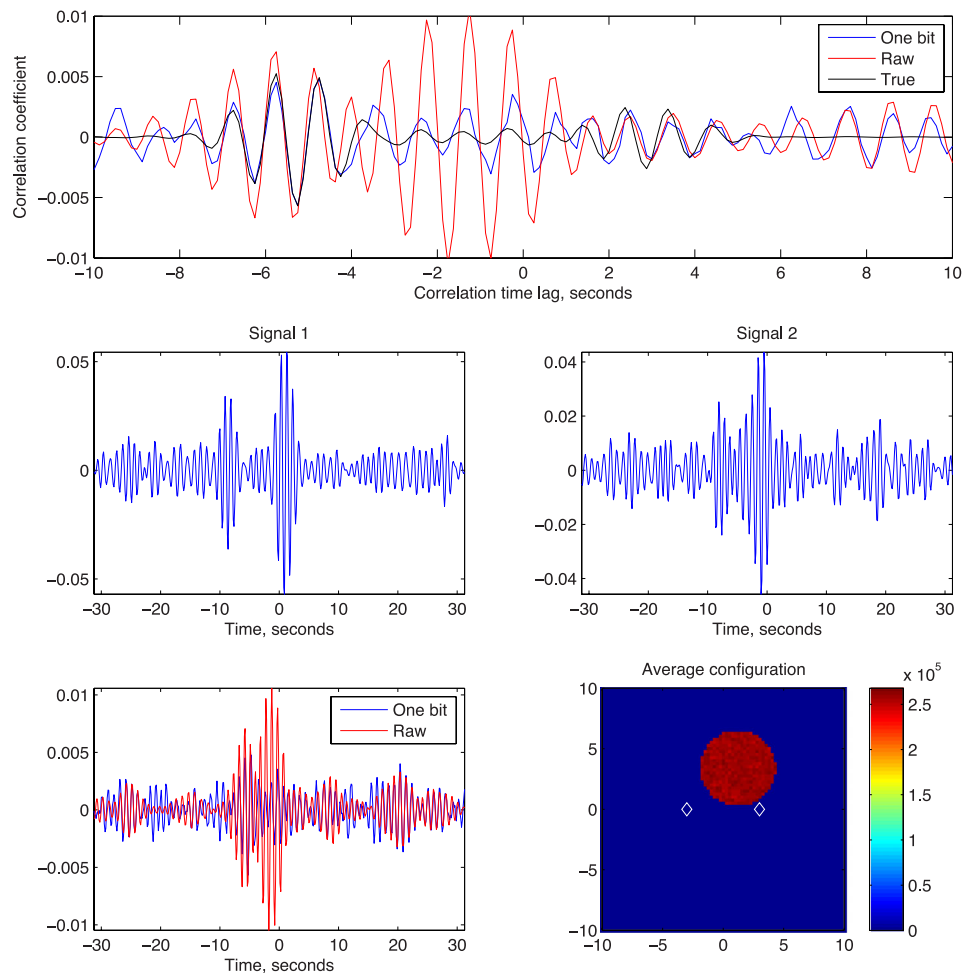 Correlation coefficient
0.01
0.005
0
−0.005
−0.01
One bit
Raw
True
−10 −8 −6 −4 −2 0 2 4 6 8 10
Correlation time lag, seconds
Signal 1
0.05
0
−0.05
−30 −20 −10 0 10 20 30
Time, seconds
Signal 2
0.04
0.02
0
−0.02
−0.04
−30 −20 −10 0 10 20 30
Time, seconds
0.01
0.005
0
−0.005
−0.01
One bit
Raw
−30 −20 −10 0 10 20 30
Time, seconds
Average configuration
10
5
0
−5
−10
−10 −5 0 5 10
x 10^5
2.5
2
1.5
1
0.5
0